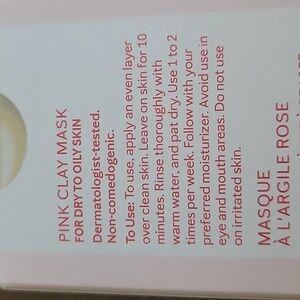 PINK CLAY MASK
FOR DRY TO OILY SKIN
Dermatologist-tested.
Non-comedogenic.
To Use: To use, apply an even layer
over clean skin. Leave on skin for 10
minutes. Rinse thoroughly with
warm water, and pat dry. Use 1 to 2
times per week. Follow with your
preferred moisturizer. Avoid use in
eye and mouth areas. Do not use
on irritated skin.
MASQUE
À L'ARGILE ROSE